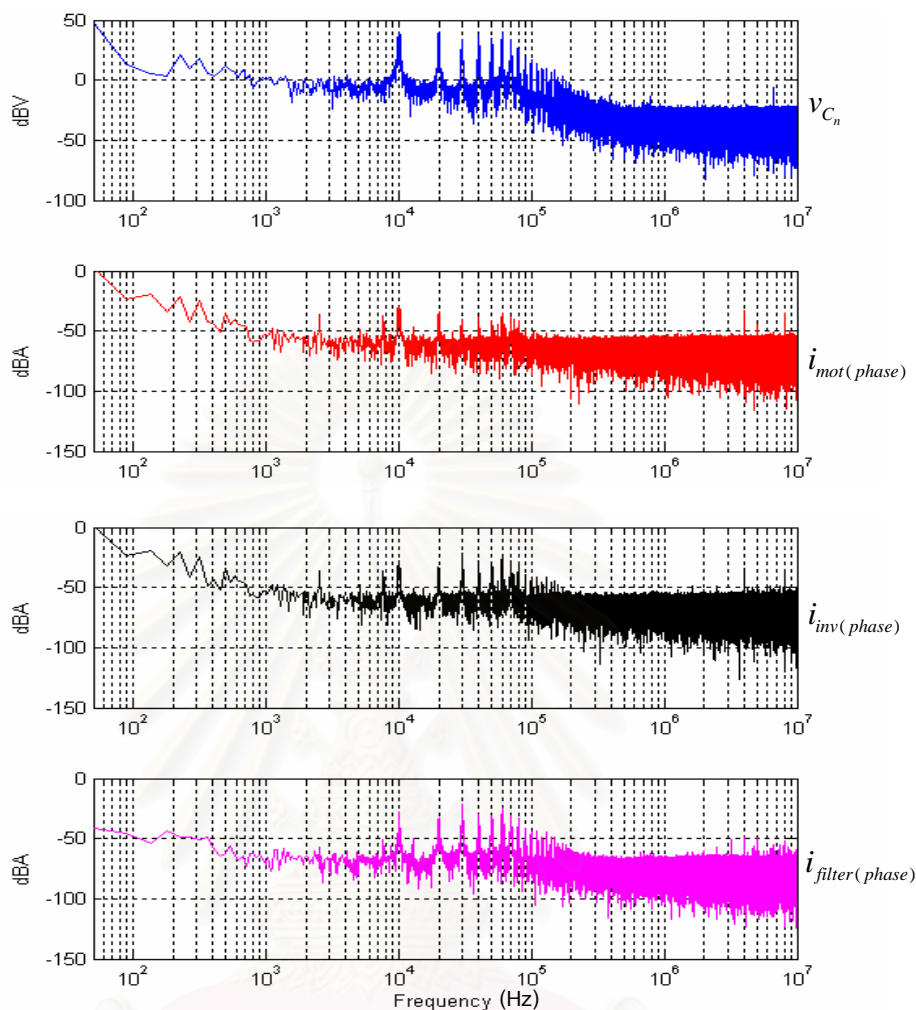 50
0
-50
-100
dBV
10^2 10^3 10^4 10^5 10^6 10^7
v_{C_n}
0
-50
-100
-150
dBA
10^2 10^3 10^4 10^5 10^6 10^7
i_{mot(phase)}
0
-50
-100
-150
dBA
10^2 10^3 10^4 10^5 10^6 10^7
i_{inv(phase)}
0
-50
-100
-150
dBA
10^2 10^3 10^4 10^5 10^6 10^7
i_{filter(phase)}
Frequency (Hz)